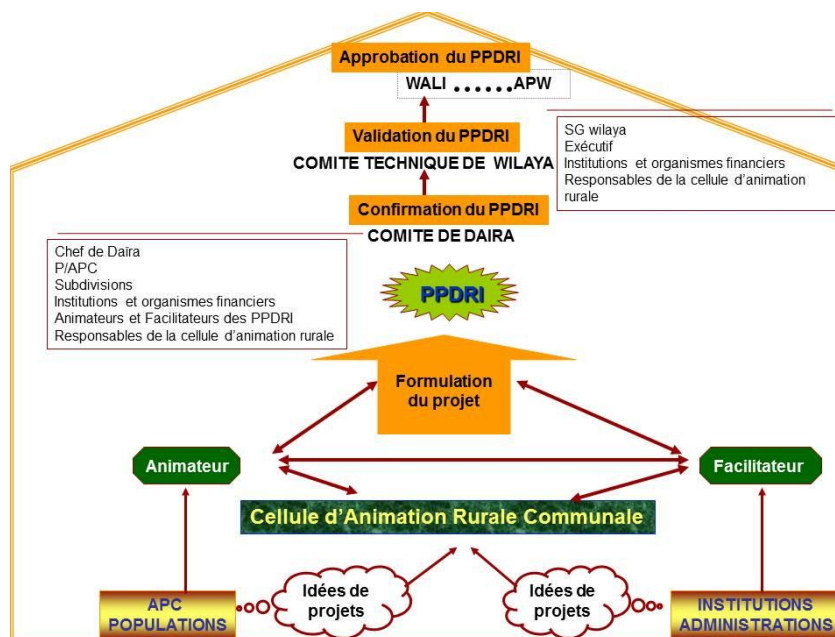 Approbation du PPDRI
WALI ......APW
Validation du PPDRI
COMITE TECHNIQUE DE WILAYA
SG wilaya
Exécutif
Institutions et organismes financiers
Responsables de la cellule d'animation
rurale
Confirmation du PPDRI
COMITE DE DAIRA
Chef de Daïra
P/APC
Subdivisions
Institutions et organismes financiers
Animateurs et Facilitateurs des PPDRI
Responsables de la cellule d'animation rurale
PPDRI
Formulation
du projet
Animateur
Facilitateur
Cellule d'Animation Rurale Communale
Idées de
projets
Idées de
projets
APC
POPULATIONS
INSTITUTIONS
ADMINISTRATIONS